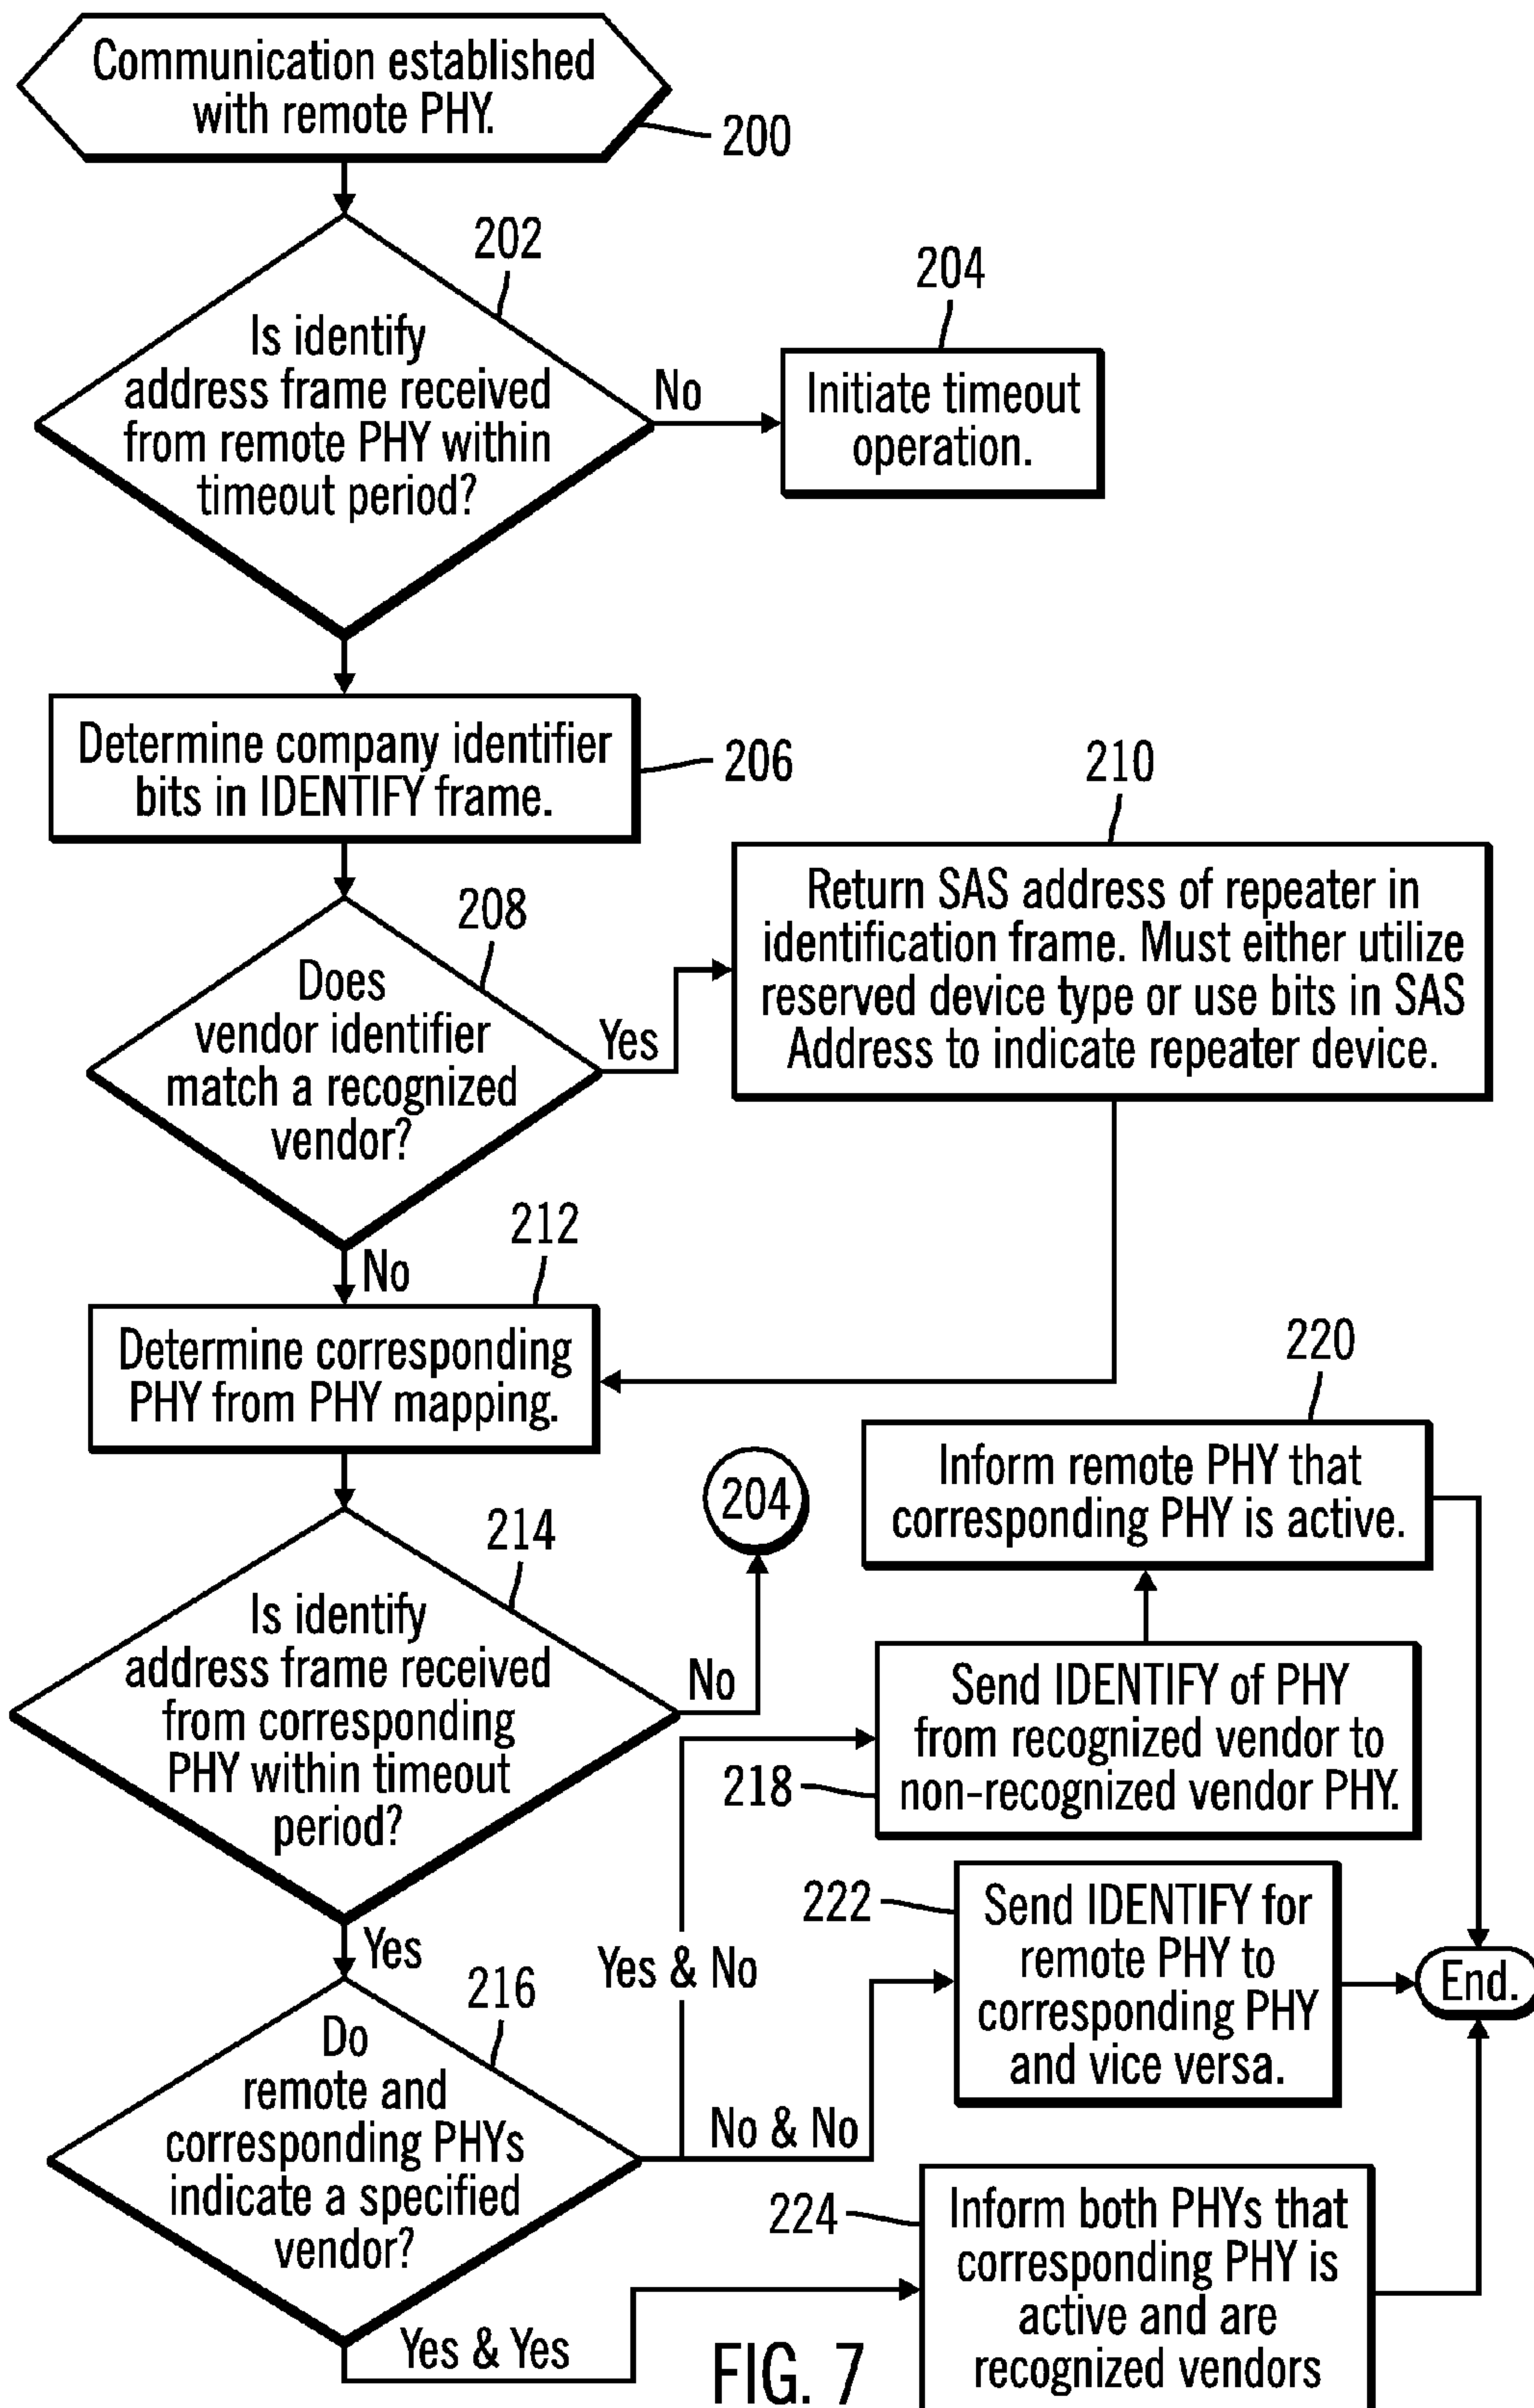 Communication established
with remote PHY.
200
202
Is identify
address frame received
from remote PHY within
timeout period?
No
204
Initiate timeout
operation.
Determine company identifier
bits in IDENTIFY frame.
206
208
Does
vendor identifier
match a recognized
vendor?
Yes
210
Return SAS address of repeater in
identification frame. Must either utilize
reserved device type or use bits in SAS
Address to indicate repeater device.
No
212
Determine corresponding
PHY from PHY mapping.
214
Is identify
address frame received
from corresponding
PHY within timeout
period?
No
204
Yes
216
Do
remote and
corresponding PHYs
indicate a specified
vendor?
Yes & No
218
Send IDENTIFY of PHY
from recognized vendor to
non-recognized vendor PHY.
220
Inform remote PHY that
corresponding PHY is active.
No & No
222
Send IDENTIFY for
remote PHY to
corresponding PHY
and vice versa.
End.
Yes & Yes
224
Inform both PHYs that
corresponding PHY is
active and are
recognized vendors
FIG. 7